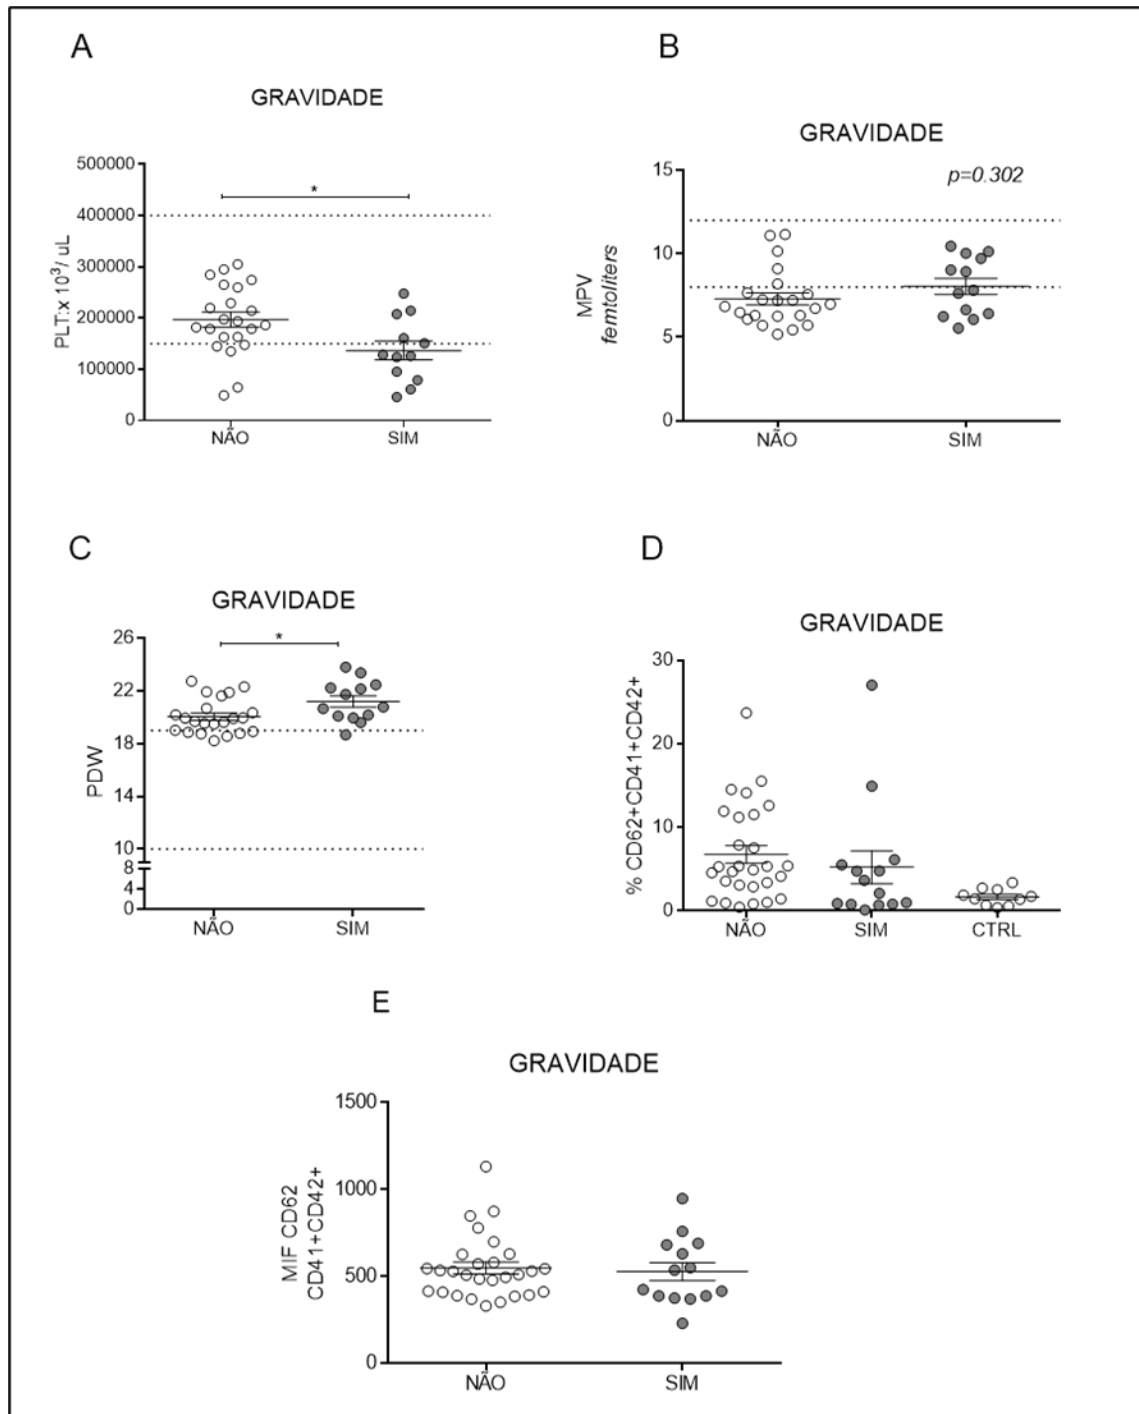 A
GRAVIDADE
PLT:x 10³/ uL
500000
400000
300000
200000
100000
0
*
NÃO
SIM
B
GRAVIDADE
p=0.302
MPV
femtoliters
15
10
5
0
NÃO
SIM
C
GRAVIDADE
*
PDW
26
22
18
14
10
8
4
0
NÃO
SIM
D
GRAVIDADE
% CD62+CD41+CD42+
30
20
10
0
NÃO
SIM
CTRL
E
GRAVIDADE
MIF CD62
CD41+CD42+
1500
1000
500
0
NÃO
SIM